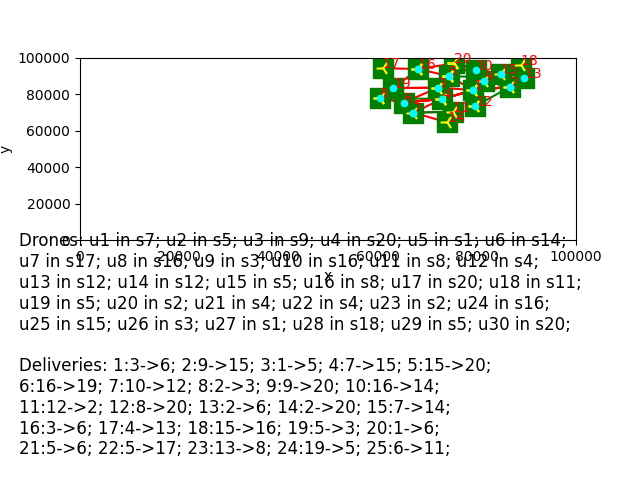 100000
80000
60000
40000
20000
0
y
0 20000 40000 60000 80000 100000
x
17 20 18 3 2
Drones: u1 in s7; u2 in s5; u3 in s9; u4 in s20; u5 in s1; u6 in s14;
u7 in s17; u8 in s16; u9 in s3; u10 in s16; u11 in s8; u12 in s4;
u13 in s12; u14 in s12; u15 in s5; u16 in s8; u17 in s20; u18 in s11;
u19 in s5; u20 in s2; u21 in s4; u22 in s4; u23 in s2; u24 in s16;
u25 in s15; u26 in s3; u27 in s1; u28 in s18; u29 in s5; u30 in s20;
Deliveries: 1:3->6; 2:9->15; 3:1->5; 4:7->15; 5:15->20;
6:16->19; 7:10->12; 8:2->3; 9:9->20; 10:16->14;
11:12->2; 12:8->20; 13:2->6; 14:2->20; 15:7->14;
16:3->6; 17:4->13; 18:15->16; 19:5->3; 20:1->6;
21:5->6; 22:5->17; 23:13->8; 24:19->5; 25:6->11;